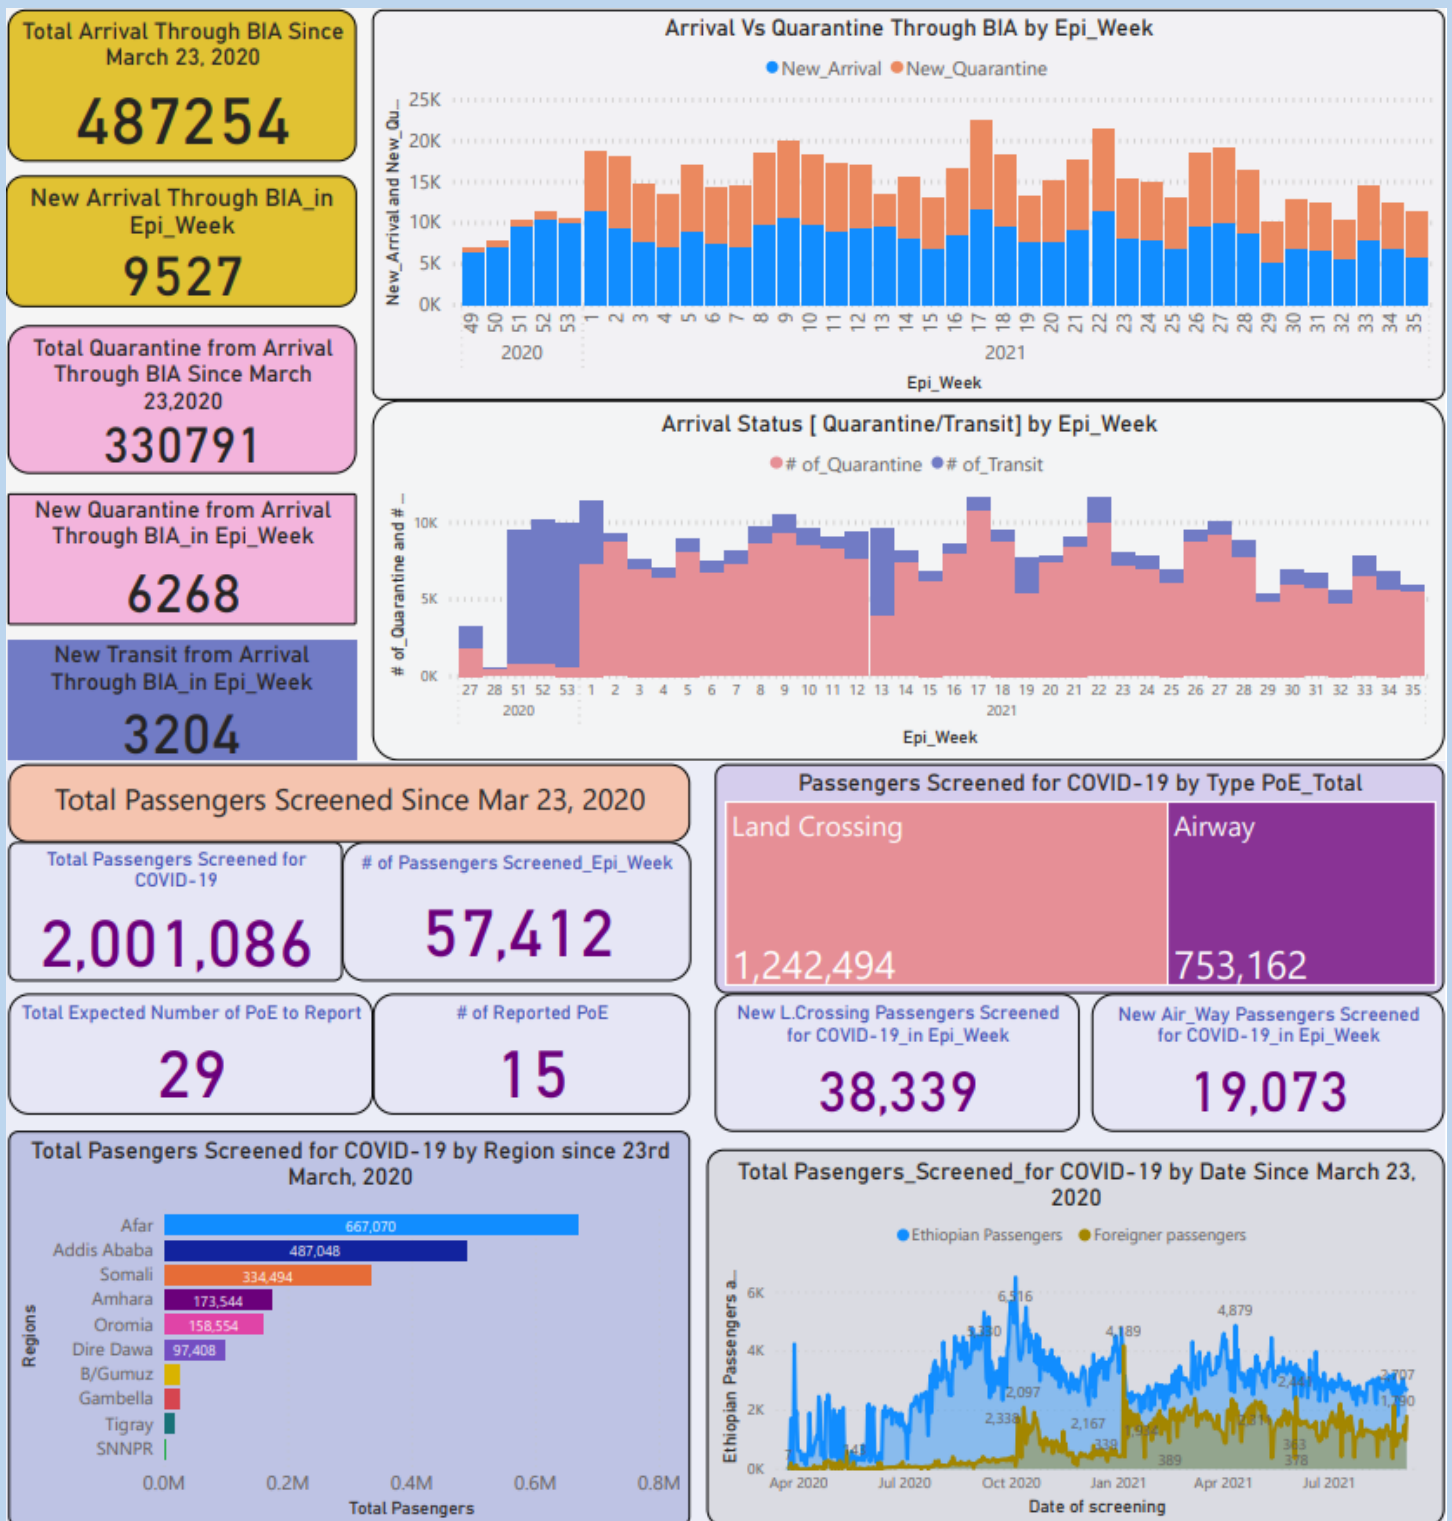 Total Arrival Through BIA Since
March 23, 2020
487254
New Arrival Through BIA_in
Epi_Week
9527
Total Quarantine from Arrival
Through BIA Since March
23,2020
330791
New Quarantine from Arrival
Through BIA_in Epi_Week
6268
New Transit from Arrival
Through BIA_in Epi_Week
3204
Arrival Vs Quarantine Through BIA by Epi_Week
New_Arrival New_Quarantine
New_Arrival and New_Qu...
25K
20K
15K
10K
5K
0K
49 50 51 52 53 1 2 3 4 5 6 7 8 9 10 11 12 13 14 15 16 17 18 19 20 21 22 23 24 25 26 27 28 29 30 31 32 33 34 35
2020 2021
Epi_Week
Arrival Status [ Quarantine/Transit] by Epi_Week
# of_Quarantine # of_Transit
# of_Quarantine and # ...
10K
5K
0K
27 28 51 52 53 1 2 3 4 5 6 7 8 9 10 11 12 13 14 15 16 17 18 19 20 21 22 23 24 25 26 27 28 29 30 31 32 33 34 35
2020 2021
Epi_Week
Total Passengers Screened Since Mar 23, 2020
Total Passengers Screened for
COVID-19
2,001,086
# of Passengers Screened_Epi_Week
57,412
Total Expected Number of PoE to Report
29
# of Reported PoE
15
Passengers Screened for COVID-19 by Type PoE_Total
Land Crossing
1,242,494
Airway
753,162
New L.Crossing Passengers Screened
for COVID-19_in Epi_Week
38,339
New Air_Way Passengers Screened
for COVID-19_in Epi_Week
19,073
Total Pasengers Screened for COVID-19 by Region since 23rd
March, 2020
Regions
Afar 667,070
Addis Ababa 487,048
Somali 334,494
Amhara 173,544
Oromia 158,554
Dire Dawa 97,408
B/Gumuz
Gambella
Tigray
SNNPR
0.0M 0.2M 0.4M 0.6M 0.8M
Total Pasengers
Total Pasengers_Screened_for COVID-19 by Date Since March 23,
2020
Ethiopian Passengers Foreigner passengers
Ethiopian Passengers a...
6K
4K
2K
0K
6,516
4,189
4,879
2,097
2,338
2,167
339
389
363
378
2,707
1,790
Apr 2020 Jul 2020 Oct 2020 Jan 2021 Apr 2021 Jul 2021
Date of screening